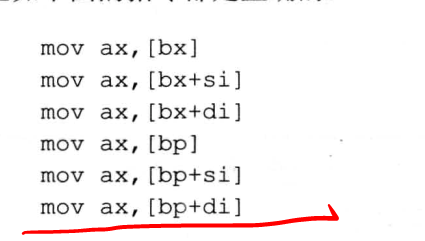 mov ax,[bx]
mov ax,[bx+si]
mov ax,[bx+di]
mov ax,[bp]
mov ax,[bp+si]
mov ax,[bp+di]